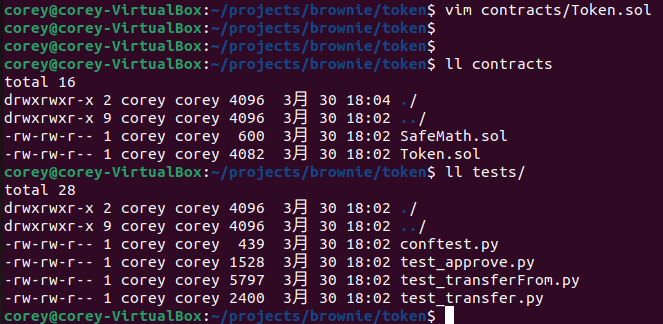 corey@corey-VirtualBox:~/projects/brownie/token$ vim contracts/Token.sol
corey@corey-VirtualBox:~/projects/brownie/token$
corey@corey-VirtualBox:~/projects/brownie/token$
corey@corey-VirtualBox:~/projects/brownie/token$ ll contracts
total 16
drwxrwxr-x 2 corey corey 4096  3月 30 18:04 ./
drwxrwxr-x 9 corey corey 4096  3月 30 18:02 ../
-rw-rw-r-- 1 corey corey  600  3月 30 18:02 SafeMath.sol
-rw-rw-r-- 1 corey corey 4082  3月 30 18:02 Token.sol
corey@corey-VirtualBox:~/projects/brownie/token$ ll tests/
total 28
drwxrwxr-x 2 corey corey 4096  3月 30 18:02 ./
drwxrwxr-x 9 corey corey 4096  3月 30 18:02 ../
-rw-rw-r-- 1 corey corey  439  3月 30 18:02 conftest.py
-rw-rw-r-- 1 corey corey 1528  3月 30 18:02 test_approve.py
-rw-rw-r-- 1 corey corey 5797  3月 30 18:02 test_transferFrom.py
-rw-rw-r-- 1 corey corey 2400  3月 30 18:02 test_transfer.py
corey@corey-VirtualBox:~/projects/brownie/token$